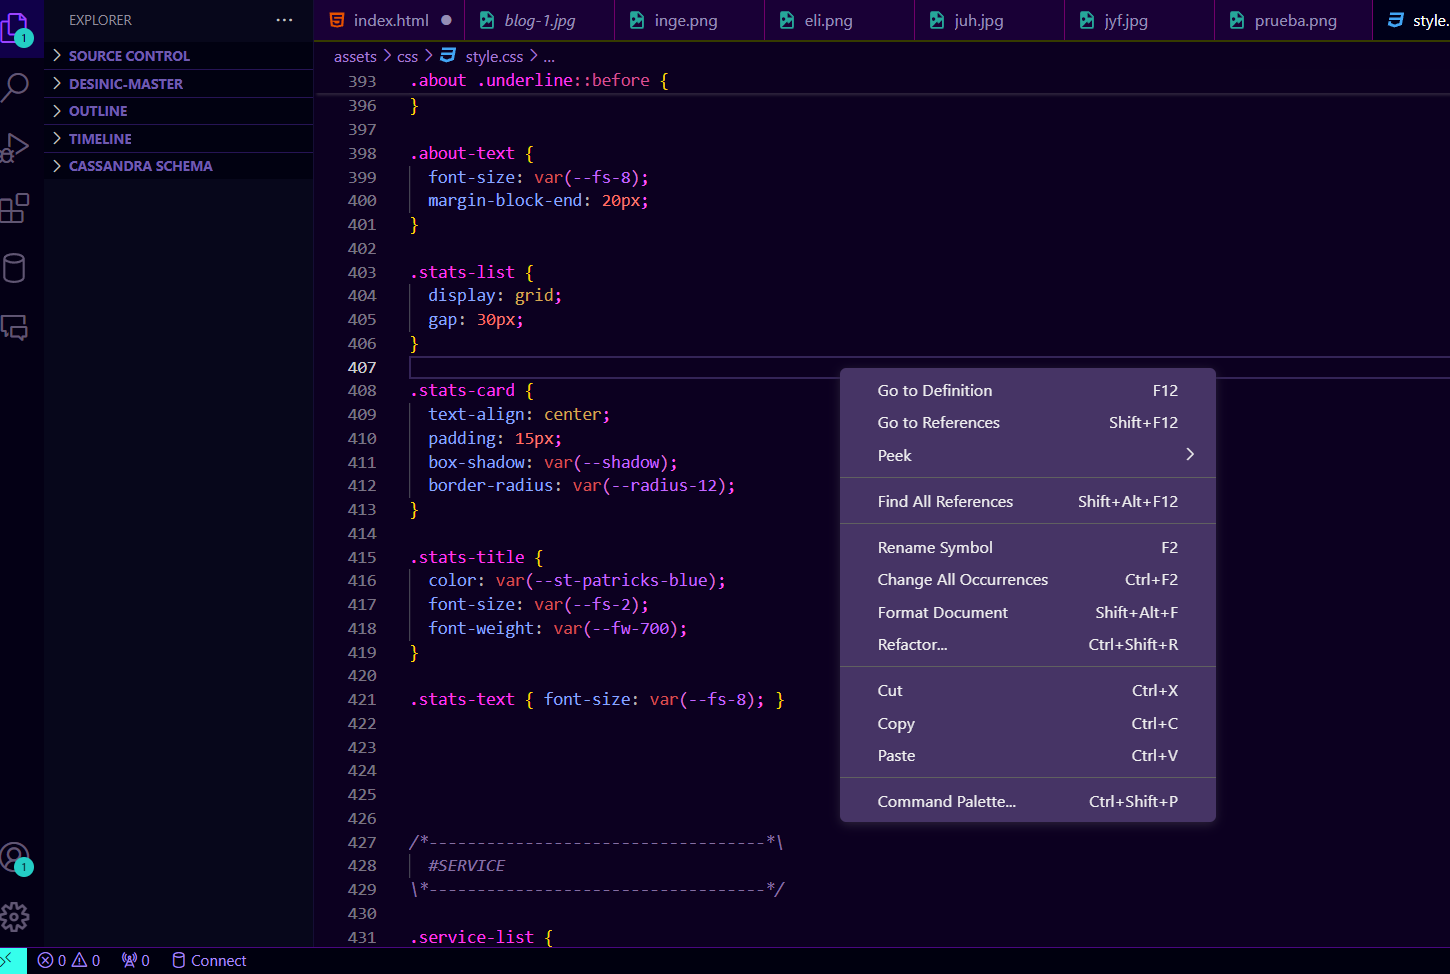 EXPLORER
...
index.html
blog-1.jpg
inge.png
eli.png
juh.jpg
jyf.jpg
prueba.png
style.
1
SOURCE CONTROL
DESINIC-MASTER
OUTLINE
TIMELINE
CASSANDRA SCHEMA
assets > css > style.css > ...
393 .about .underline::before {
396 }
397
398 .about-text {
399 font-size: var(--fs-8);
400 margin-block-end: 20px;
401 }
402
403 .stats-list {
404 display: grid;
405 gap: 30px;
406 }
407
408 .stats-card {
409 text-align: center;
410 padding: 15px;
411 box-shadow: var(--shadow);
412 border-radius: var(--radius-12);
413 }
414
415 .stats-title {
416 color: var(--st-patricks-blue);
417 font-size: var(--fs-2);
418 font-weight: var(--fw-700);
419 }
420
421 .stats-text { font-size: var(--fs-8); }
422
423
424
425
426
427 /*-----------------------------------*\
428 #SERVICE
429 \*-----------------------------------*/
430
431 .service-list {
Go to Definition F12
Go to References Shift+F12
Peek
Find All References Shift+Alt+F12
Rename Symbol F2
Change All Occurrences Ctrl+F2
Format Document Shift+Alt+F
Refactor... Ctrl+Shift+R
Cut Ctrl+X
Copy Ctrl+C
Paste Ctrl+V
Command Palette... Ctrl+Shift+P
1
0 0 0 Connect